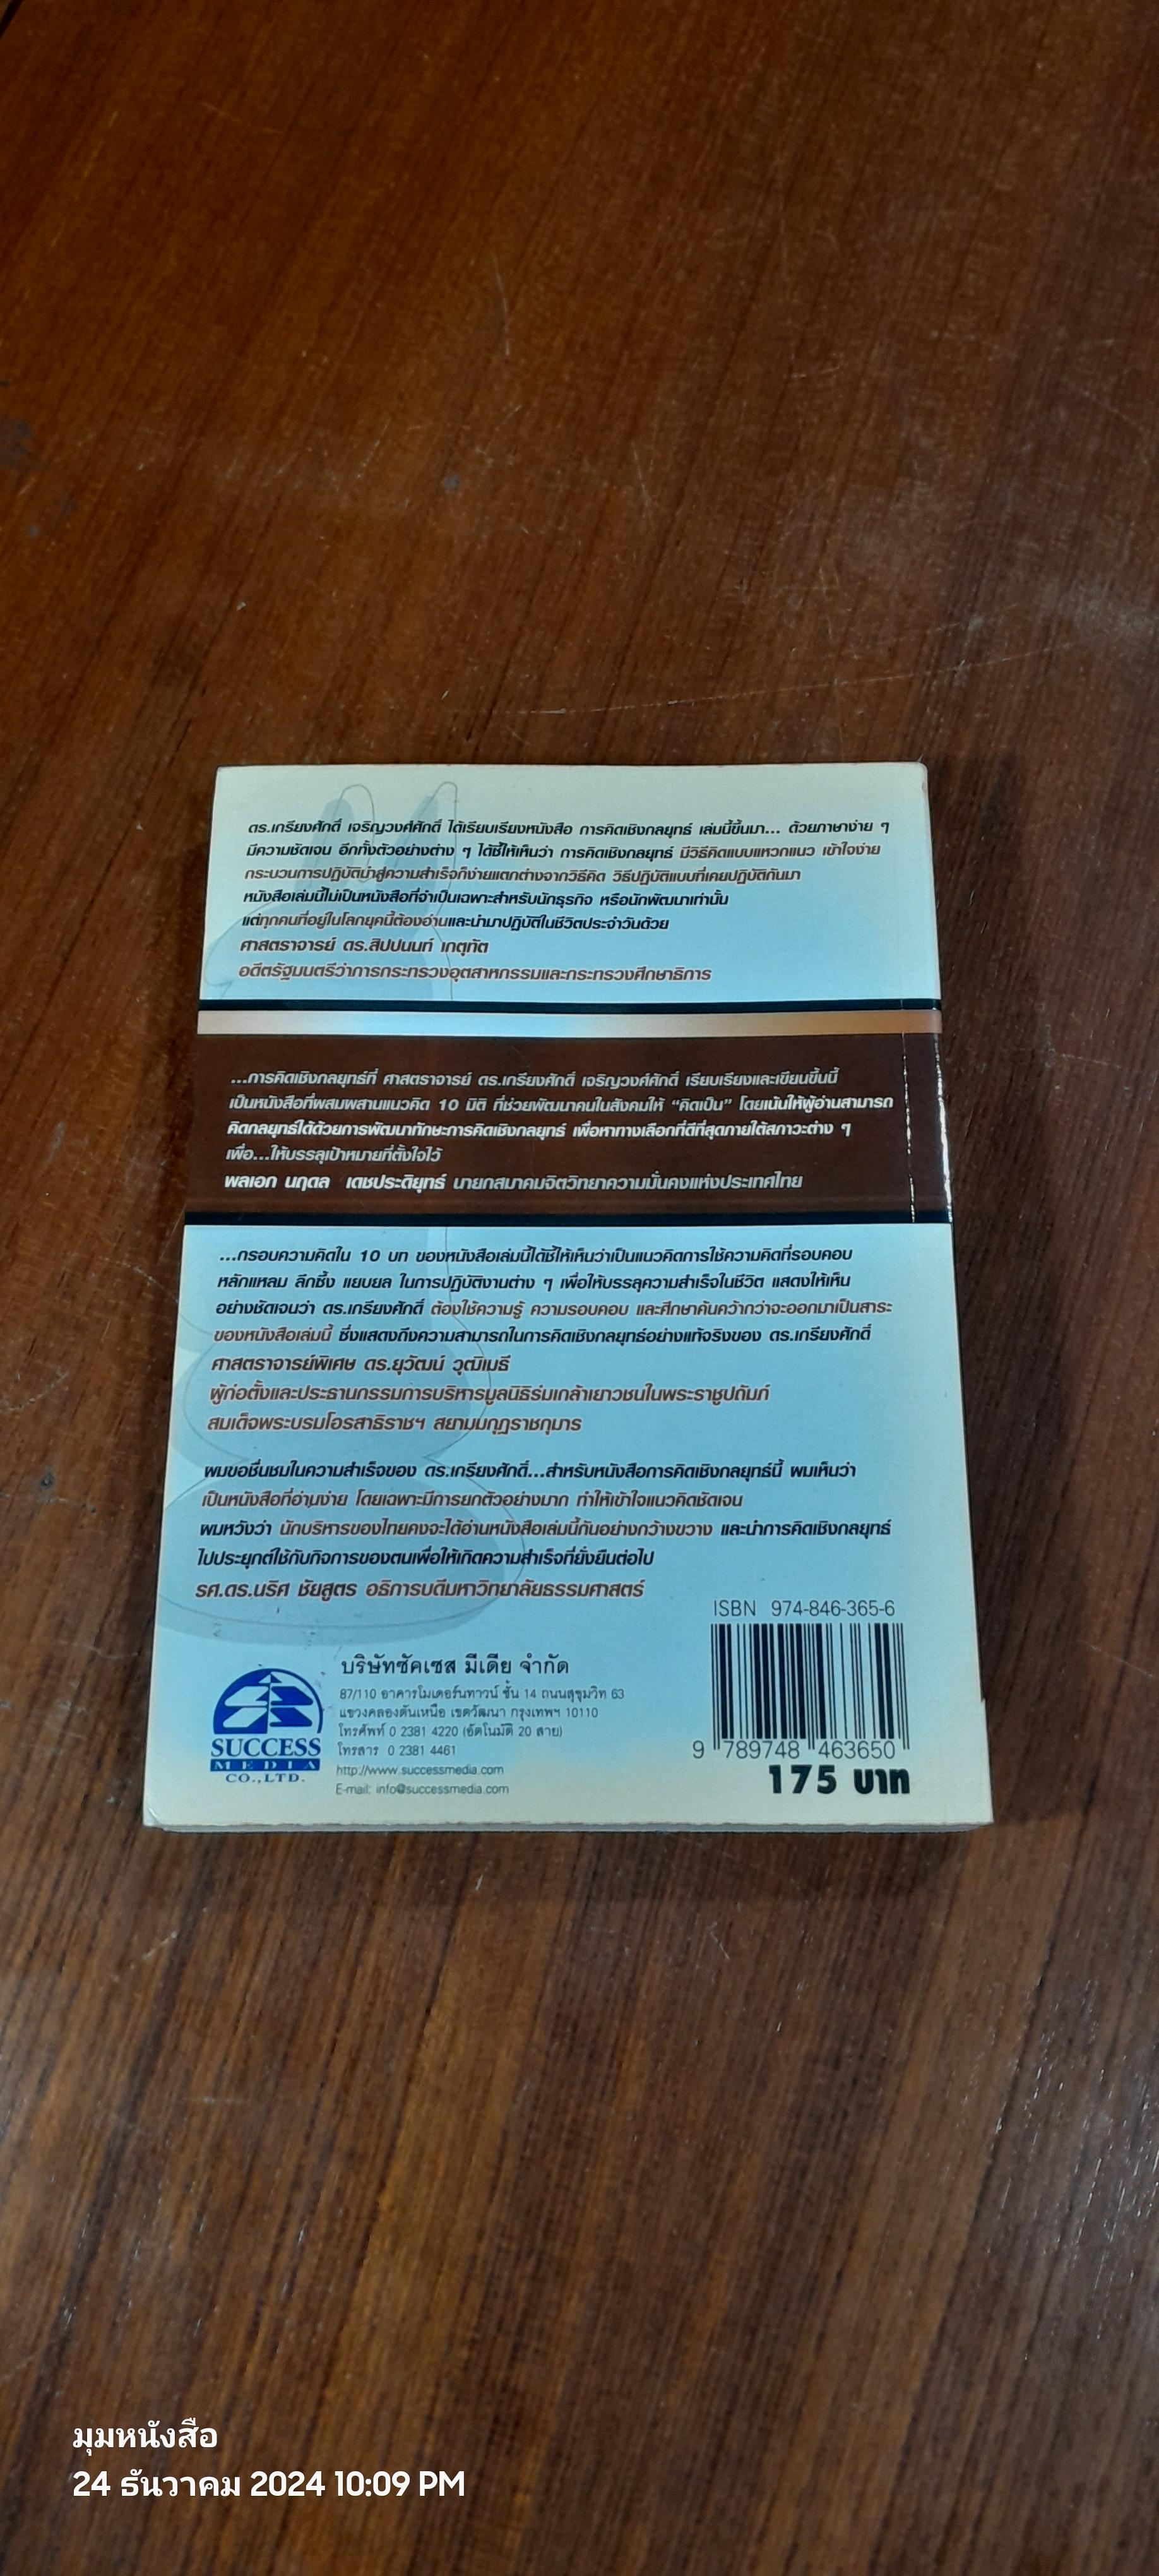 ดร.เกรียงศักดิ์ เจริญวงศ์ศักดิ์ ได้เรียบเรียงหนังสือ การคิดเชิงกลยุทธ์ เล่มนี้ขึ้นมา... ด้วยภาษาง่าย ๆ
มีความชัดเจน อีกทั้งตัวอย่างต่าง ๆ ได้ชี้ให้เห็นว่า การคิดเชิงกลยุทธ์ มีวิธีคิดแบบแหวกแนว เข้าใจง่าย
กระบวนการปฏิบัตินำสู่ความสำเร็จก็ง่ายแตกต่างจากวิธีคิด วิธีปฏิบัติแบบที่เคยปฏิบัติกันมา
หนังสือเล่มนี้ไม่เป็นหนังสือที่จำเป็นเฉพาะสำหรับนักธุรกิจ หรือนักพัฒนาเท่านั้น
แต่ทุกคนที่อยู่ในโลกยุคนี้ต้องอ่านและนำมาปฏิบัติในชีวิตประจำวันด้วย
ศาสตราจารย์ ดร.สิปปนนท์ เกตุทัต
อดีตรัฐมนตรีว่าการกระทรวงอุตสาหกรรมและกระทรวงศึกษาธิการ
...การคิดเชิงกลยุทธ์ที่ ศาสตราจารย์ ดร.เกรียงศักดิ์ เจริญวงศ์ศักดิ์ เรียบเรียงและเขียนขึ้นนี้
เป็นหนังสือที่ผสมผสานแนวคิด 10 มิติ ที่ช่วยพัฒนาคนในสังคมให้ “คิดเป็น” โดยเน้นให้ผู้อ่านสามารถ
คิดกลยุทธ์ได้ด้วยการพัฒนาทักษะการคิดเชิงกลยุทธ์ เพื่อหาทางเลือกที่ดีที่สุดภายใต้สภาวะต่าง ๆ
เพื่อ...ให้บรรลุเป้าหมายที่ตั้งใจไว้
พลเอก นฤดล เดชประดิยุทธ์ นายกสมาคมจิตวิทยาความมั่นคงแห่งประเทศไทย
...กรอบความคิดใน 10 บท ของหนังสือเล่มนี้ได้ชี้ให้เห็นว่าเป็นแนวคิดการใช้ความคิดที่รอบคอบ
หลักแหลม ลึกซึ้ง แยบยล ในการปฏิบัติงานต่าง ๆ เพื่อให้บรรลุความสำเร็จในชีวิต แสดงให้เห็น
อย่างชัดเจนว่า ดร.เกรียงศักดิ์ ต้องใช้ความรู้ ความรอบคอบ และศึกษาค้นคว้ากว่าจะออกมาเป็นสาระ
ของหนังสือเล่มนี้ ซึ่งแสดงถึงความสามารถในการคิดเชิงกลยุทธ์อย่างแท้จริงของ ดร.เกรียงศักดิ์
ศาสตราจารย์พิเศษ ดร.ยุวัฒน์ วุฒิเมธี
ผู้ก่อตั้งและประธานกรรมการบริหารมูลนิธิร่มเกล้าเยาวชนในพระราชูปถัมภ์
สมเด็จพระบรมโอรสาธิราชฯ สยามมกุฎราชกุมาร
ผมขอชื่นชมในความสำเร็จของ ดร.เกรียงศักดิ์...สำหรับหนังสือการคิดเชิงกลยุทธ์นี้ ผมเห็นว่า
เป็นหนังสือที่อ่านง่าย โดยเฉพาะมีการยกตัวอย่างมาก ทำให้เข้าใจแนวคิดชัดเจน
ผมหวังว่า นักบริหารของไทยคงจะได้อ่านหนังสือเล่มนี้กันอย่างกว้างขวาง และนำการคิดเชิงกลยุทธ์
ไปประยุกต์ใช้กับกิจการของตนเพื่อให้เกิดความสำเร็จที่ยั่งยืนต่อไป
รศ.ดร.นริศ ชัยสูตร อธิการบดีมหาวิทยาลัยธรรมศาสตร์
ISBN 974-846-365-6
บริษัทซัคเซส มีเดีย จำกัด
87/110 อาคารโมเดอร์นทาวน์ ชั้น 14 ถนนสุขุมวิท 63
แขวงคลองตันเหนือ เขตวัฒนา กรุงเทพฯ 10110
โทรศัพท์ 0 2381 4220 (อัตโนมัติ 20 สาย)
โทรสาร 0 2381 4461
http://www.successmedia.com
E-mail: info@successmedia.com
SUCCESS
MEDIA
CO.,LTD.
9 789748 463650
175 บาท
มุมหนังสือ
24 ธันวาคม 2024 10:09 PM